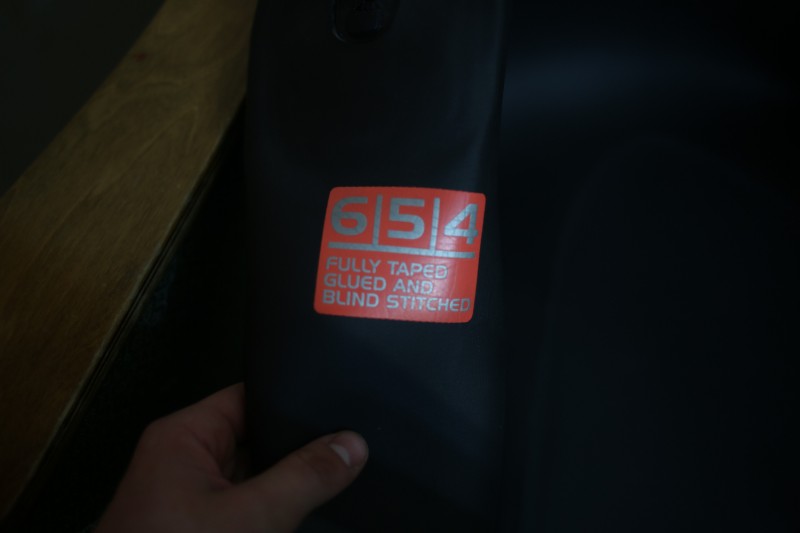 6|5|4
FULLY TAPED
GLUED AND
BLIND STITCHED